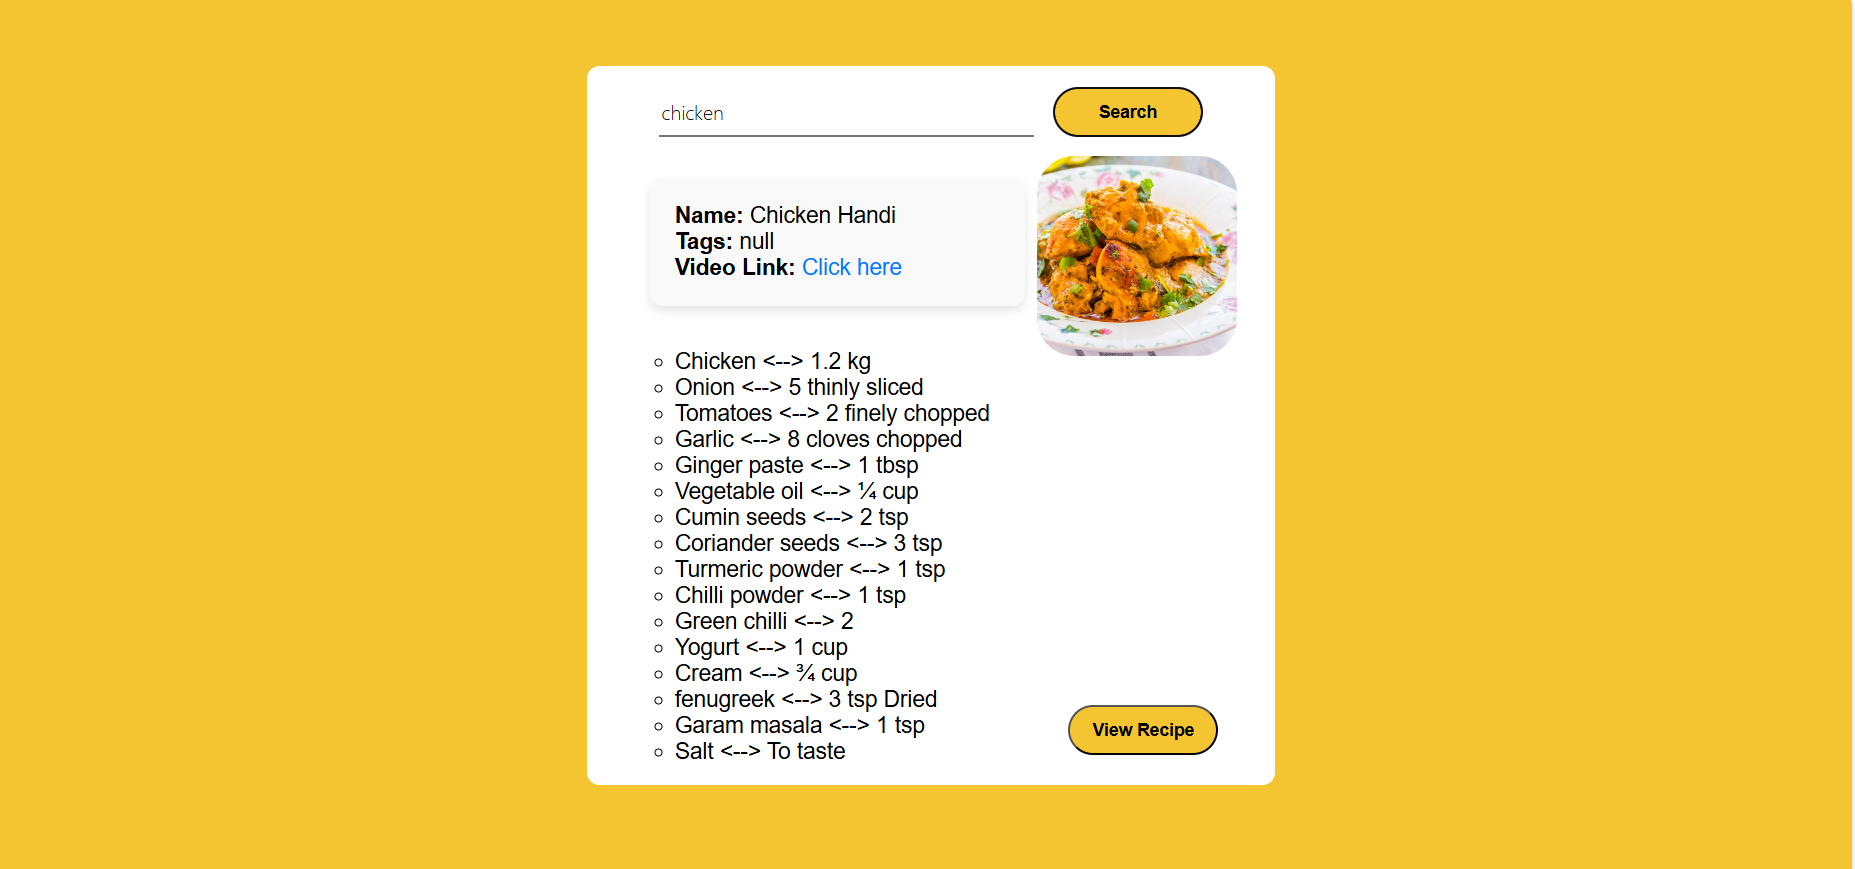 chicken
Search
Name: Chicken Handi
Tags: null
Video Link: Click here
Chicken <--> 1.2 kg
Onion <--> 5 thinly sliced
Tomatoes <--> 2 finely chopped
Garlic <--> 8 cloves chopped
Ginger paste <--> 1 tbsp
Vegetable oil <--> ¼ cup
Cumin seeds <--> 2 tsp
Coriander seeds <--> 3 tsp
Turmeric powder <--> 1 tsp
Chilli powder <--> 1 tsp
Green chilli <--> 2
Yogurt <--> 1 cup
Cream <--> ¾ cup
fenugreek <--> 3 tsp Dried
Garam masala <--> 1 tsp
Salt <--> To taste
View Recipe